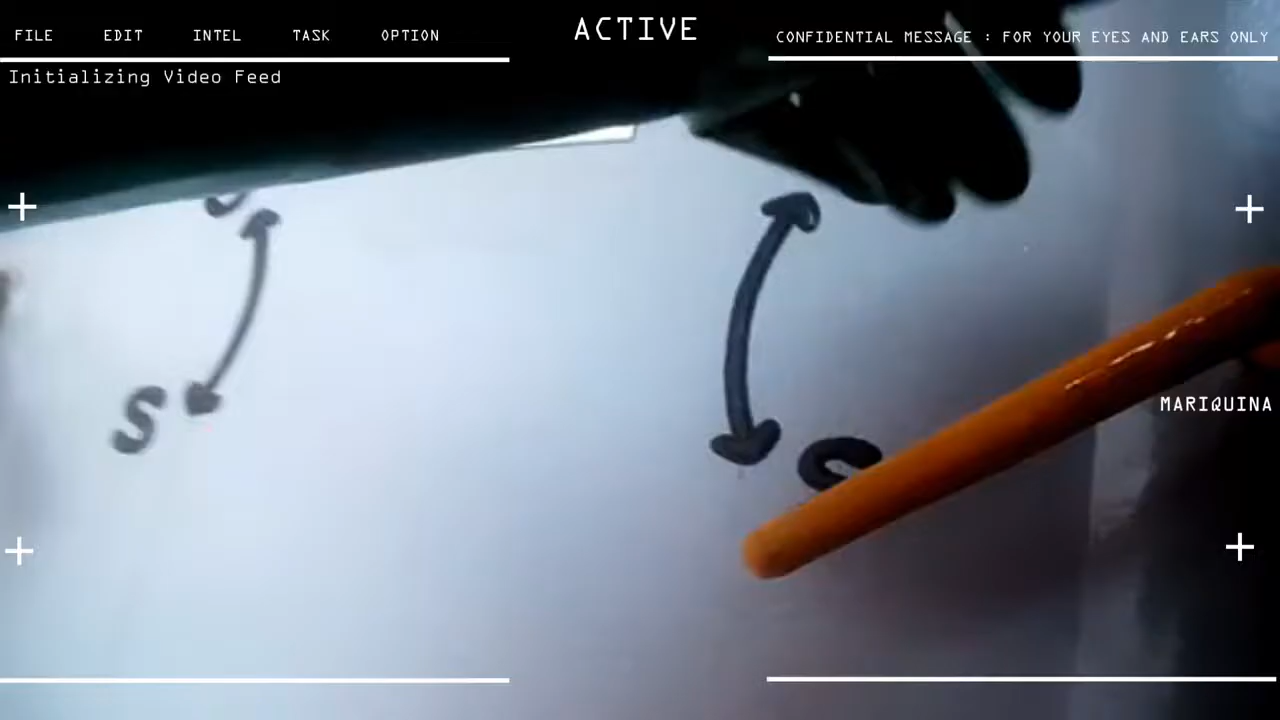 FILE EDIT INTEL TASK OPTION
ACTIVE
CONFIDENTIAL MESSAGE : FOR YOUR EYES AND EARS ONLY
Initializing Video Feed
S
MARIQUINA